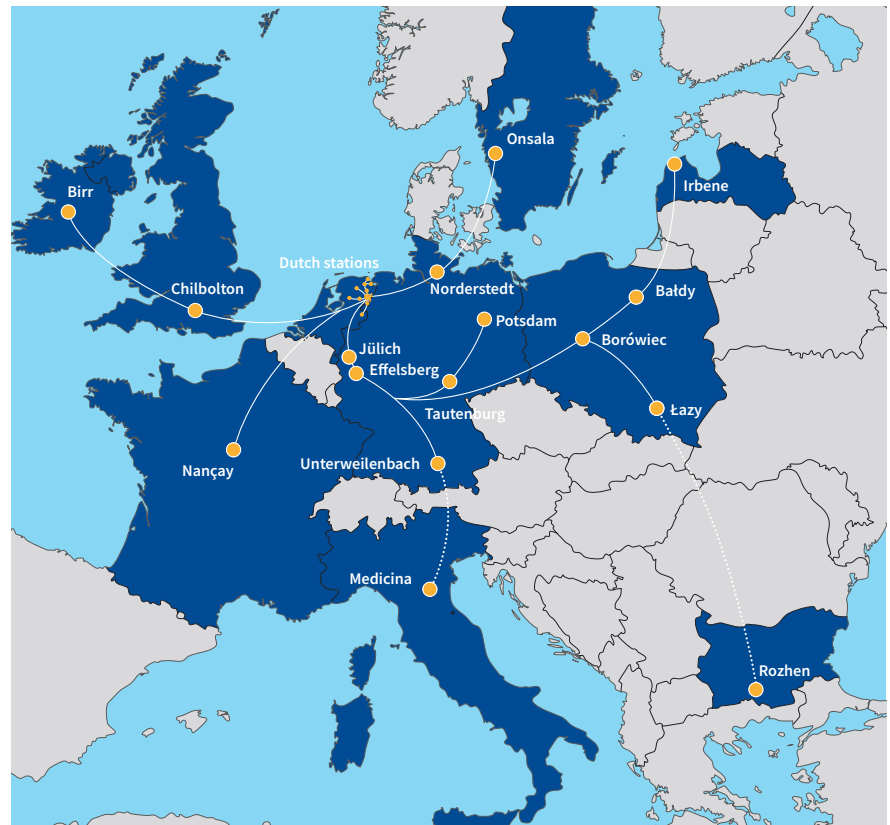 Onsala
Irbene
Birr
Dutch stations
Chilbolton
Norderstedt
Bałdy
Potsdam
Borówiec
Jülich
Effelsberg
Tautenburg
Łazy
Unterweilenbach
Nançay
Medicina
Rozhen